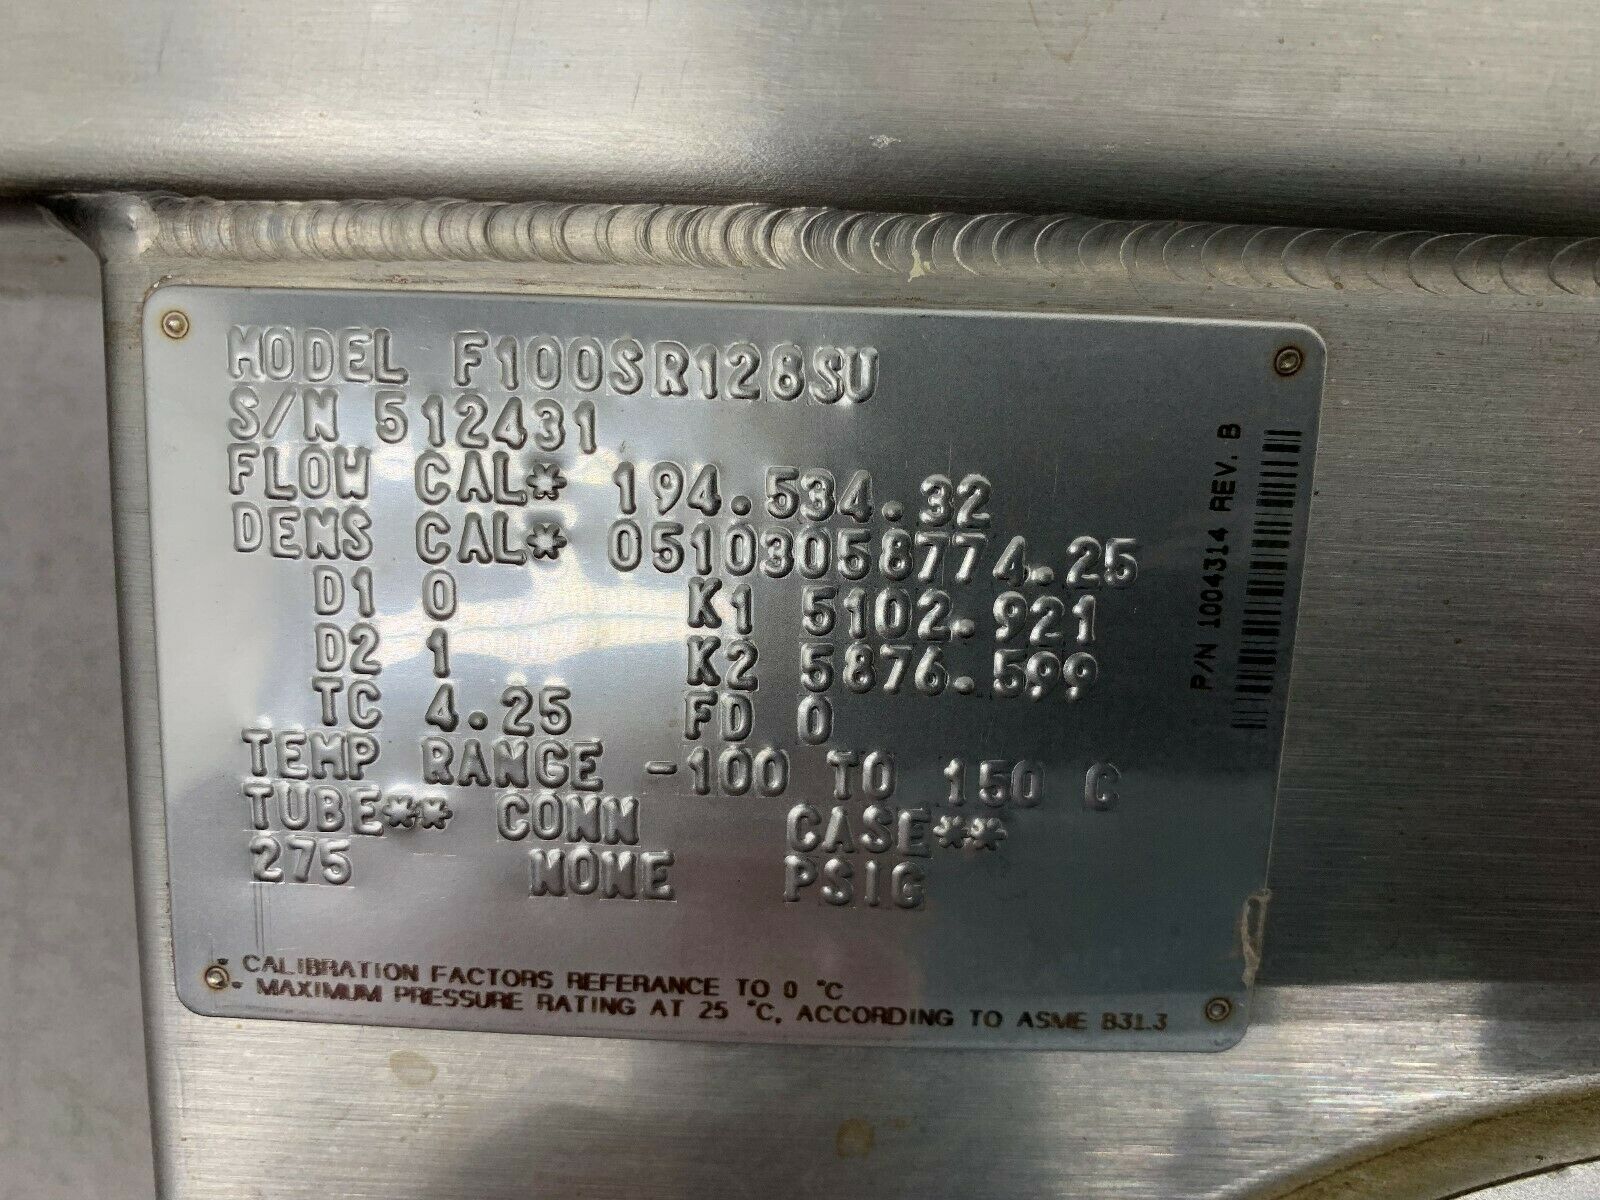 MODEL F100SR128SU
S/N 512431
FLOW CAL* 194.534.32
DENS CAL* 05103058774.25
D1 0 K1 5102.921
D2 1 K2 5876.599
TC 4.25 FD 0
TEMP RANGE -100 TO 150 C
TUBE** CONN CASE**
275 NONE PSIG
* CALIBRATION FACTORS REFERANCE TO 0 °C
** MAXIMUM PRESSURE RATING AT 25 °C, ACCORDING TO ASME B31.3
P/N 1004314 REV. B